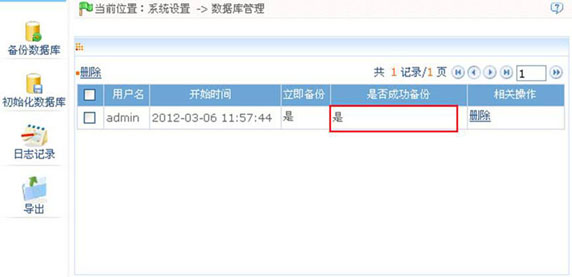 当前位置：系统设置 -> 数据库管理
备份数据库
初始化数据库
日志记录
导出
删除
共 1 记录/1 页 1
用户名 开始时间 立即备份 是否成功备份 相关操作
admin 2012-03-06 11:57:44 是 是 删除